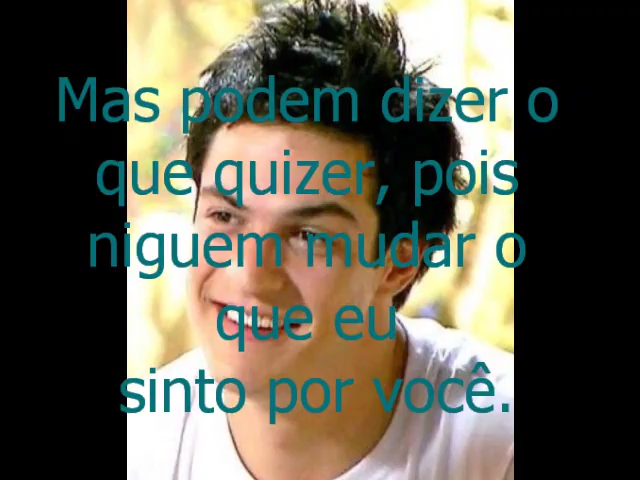 Mas podem dizer o
que quizer, pois
niguem mudar o
que eu
sinto por você.